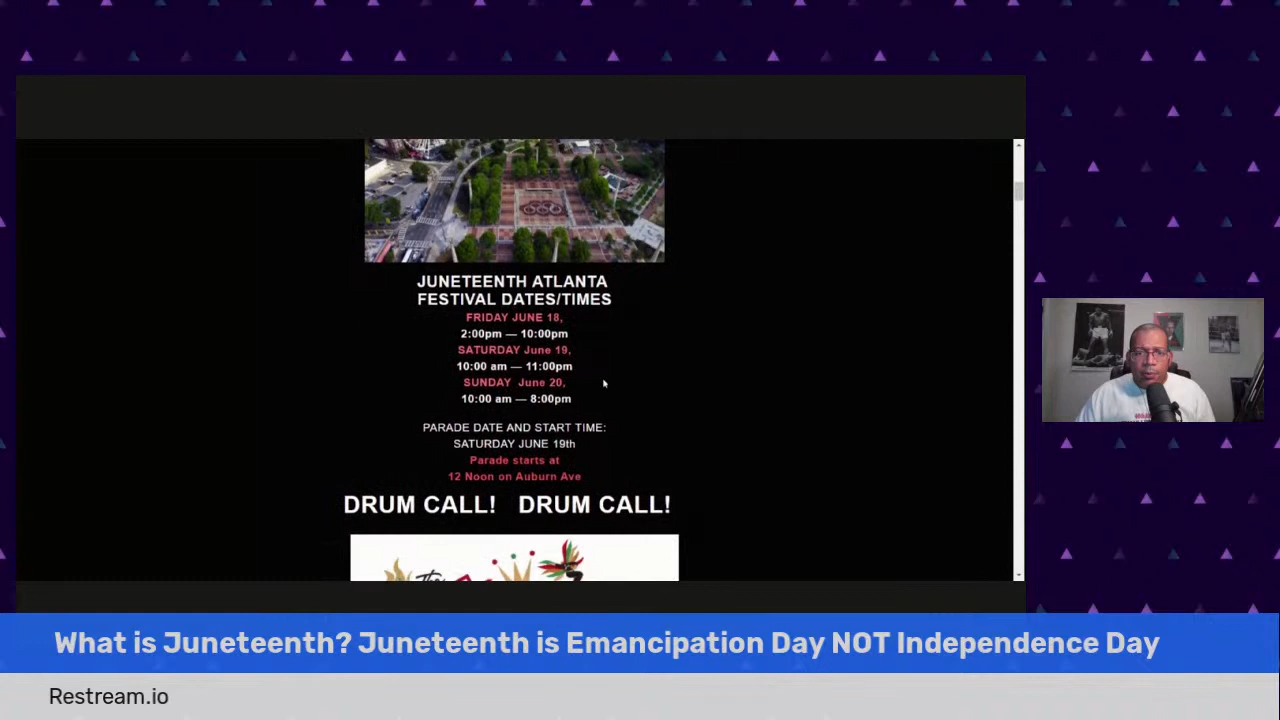 JUNETEENTH ATLANTA
FESTIVAL DATES/TIMES
FRIDAY JUNE 18,
2:00pm — 10:00pm
SATURDAY June 19,
10:00 am — 11:00pm
SUNDAY June 20,
10:00 am — 8:00pm
PARADE DATE AND START TIME:
SATURDAY JUNE 19th
Parade starts at
12 Noon on Auburn Ave
DRUM CALL! DRUM CALL!
The
What is Juneteenth? Juneteenth is Emancipation Day NOT Independence Day
Restream.io